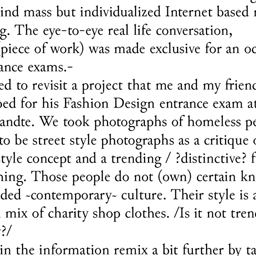 ind mass but individualized Internet based
g. The eye-to-eye real life conversation,
piece of work) was made exclusive for an oc
ance exams.-
ed to revisit a project that me and my frien
ped for his Fashion Design entrance exam at
andte. We took photographs of homeless pe
to be street style photographs as a critique o
tyle concept and a trending / ?distinctive? f
hing. Those people do not (own) certain kn
ded -contemporary- culture. Their style is a
mix of charity shop clothes. /Is it not tren
?/
in the information remix a bit further by ta